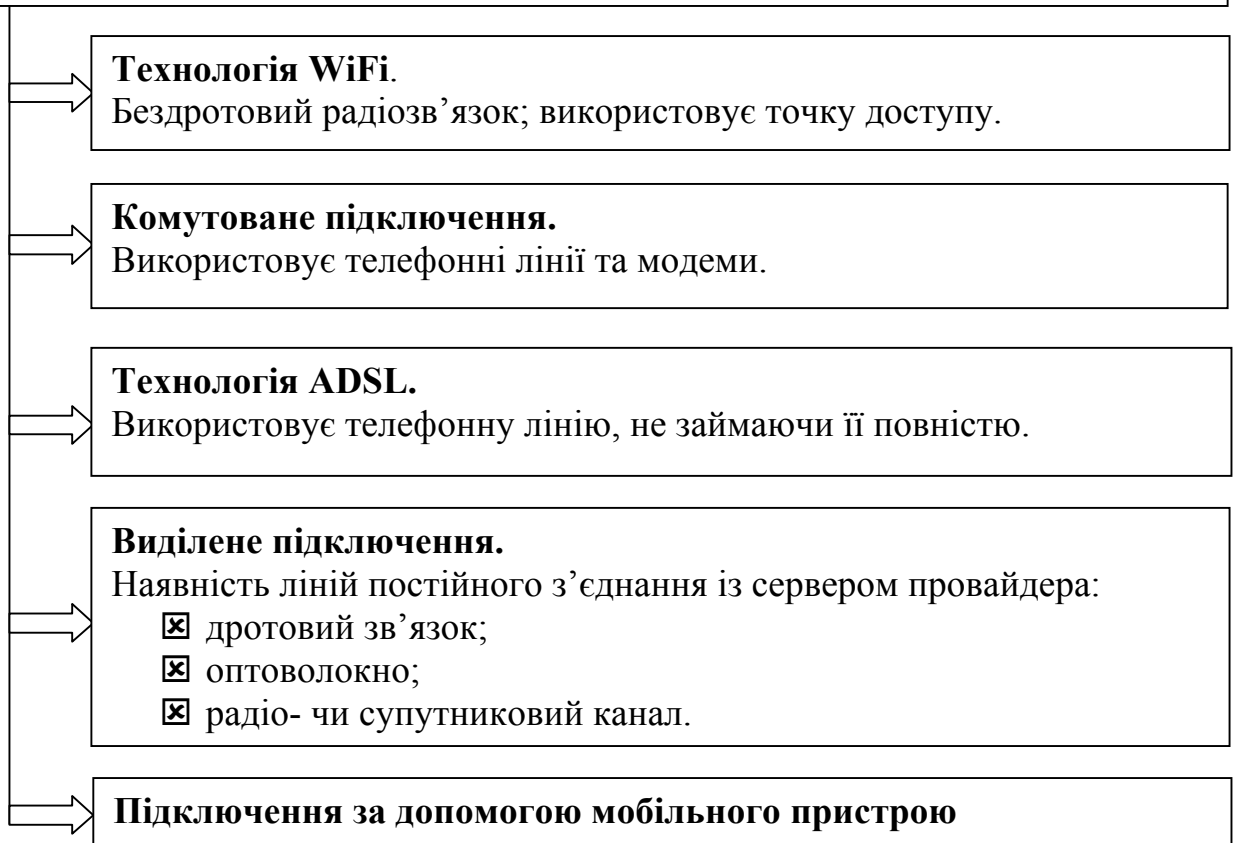 Технологія WiFi.
Бездротовий радіозв’язок; використовує точку доступу.
Комутоване підключення.
Використовує телефонні лінії та модеми.
Технологія ADSL.
Використовує телефонну лінію, не займаючи її повністю.
Виділене підключення.
Наявність ліній постійного з’єднання із сервером провайдера:
дротовий зв’язок;
оптоволокно;
радіо- чи супутниковий канал.
Підключення за допомогою мобільного пристрою